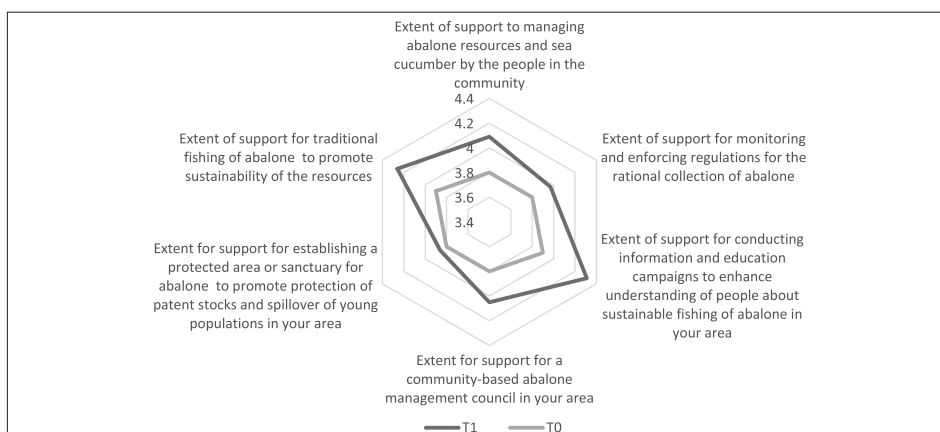 Extent of support to managing
abalone resources and sea
cucumber by the people in the
community
4.4
4.2
4
3.8
3.6
3.4
Extent of support for monitoring
and enforcing regulations for the
rational collection of abalone
Extent of support for conducting
information and education
campaigns to enhance
understanding of people about
sustainable fishing of abalone in
your area
Extent for support for a
community-based abalone
management council in your area
Extent for support for establishing a
protected area or sanctuary for
abalone to promote protection of
patent stocks and spillover of young
populations in your area
Extent of support for traditional
fishing of abalone to promote
sustainability of the resources
T1
T0